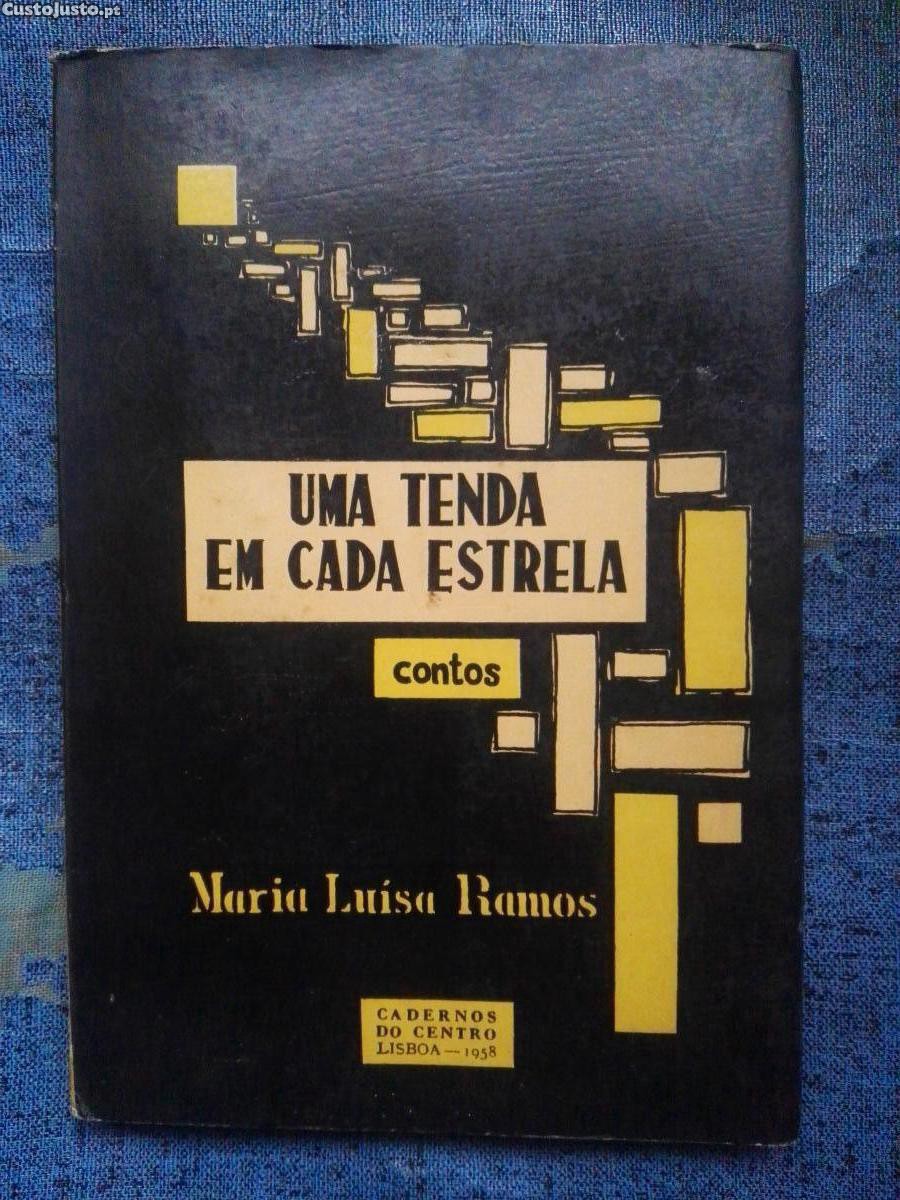 CustoJusto.pt
UMA TENDA
EM CADA ESTRELA
contos
Maria Luísa Ramos
CADERNOS
DO CENTRO
LISBOA — 1958